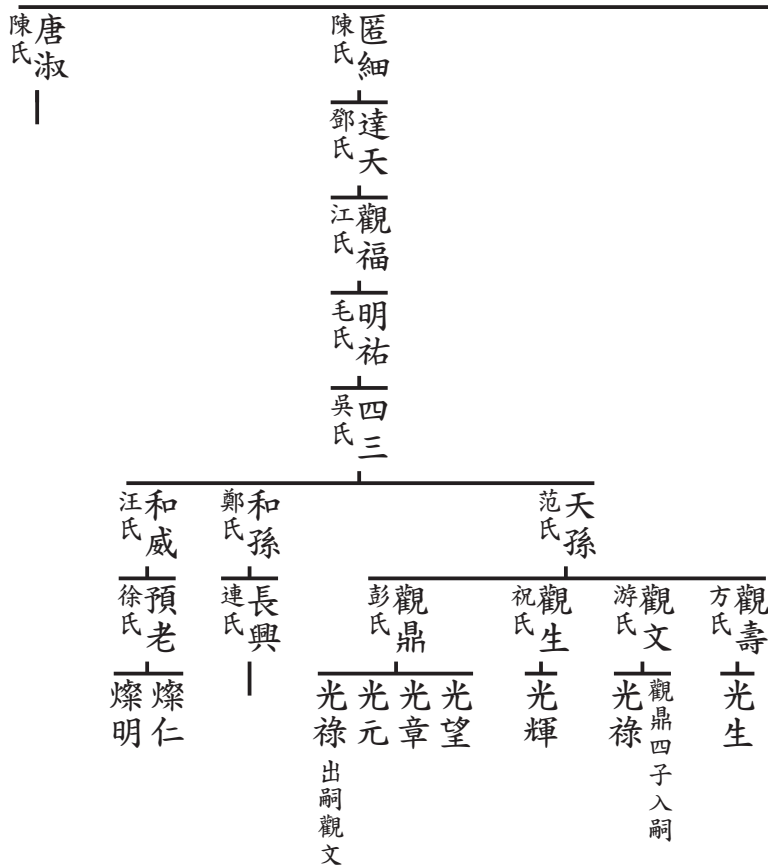 匿細
陳氏
唐淑
陳氏
達天
鄧氏
觀福
江氏
明祐
毛氏
四三
吳氏
天孫
范氏
和孫
鄭氏
和威
汪氏
觀壽
方氏
觀文
游氏
觀生
祝氏
觀鼎
彭氏
長興
連氏
預老
徐氏
光生
觀鼎四子入嗣
光祿
光輝
光望
光章
光元
光祿 出嗣觀文
燦仁
燦明